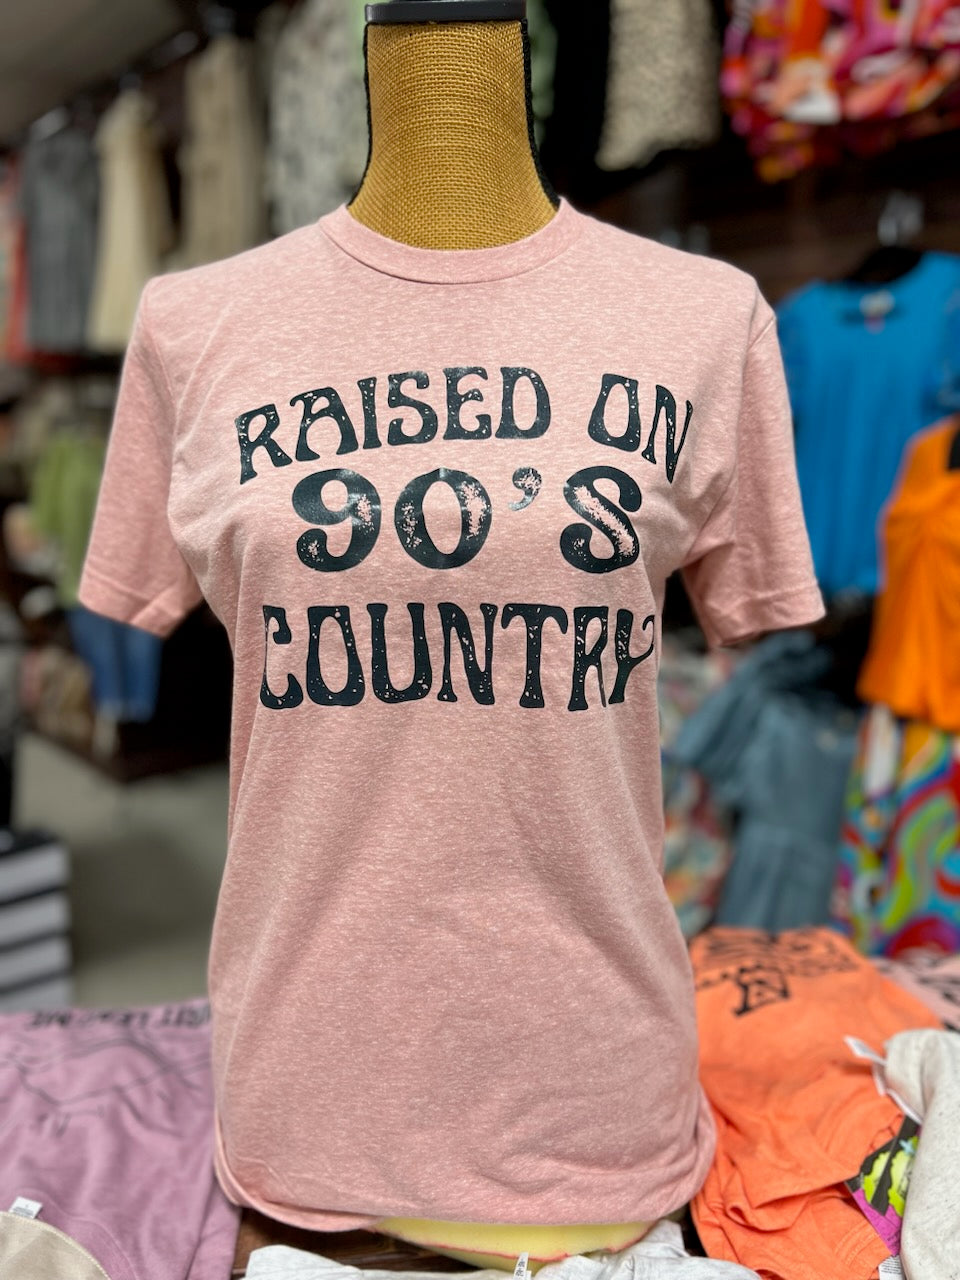 RAISED ON
90'S
COUNTRY